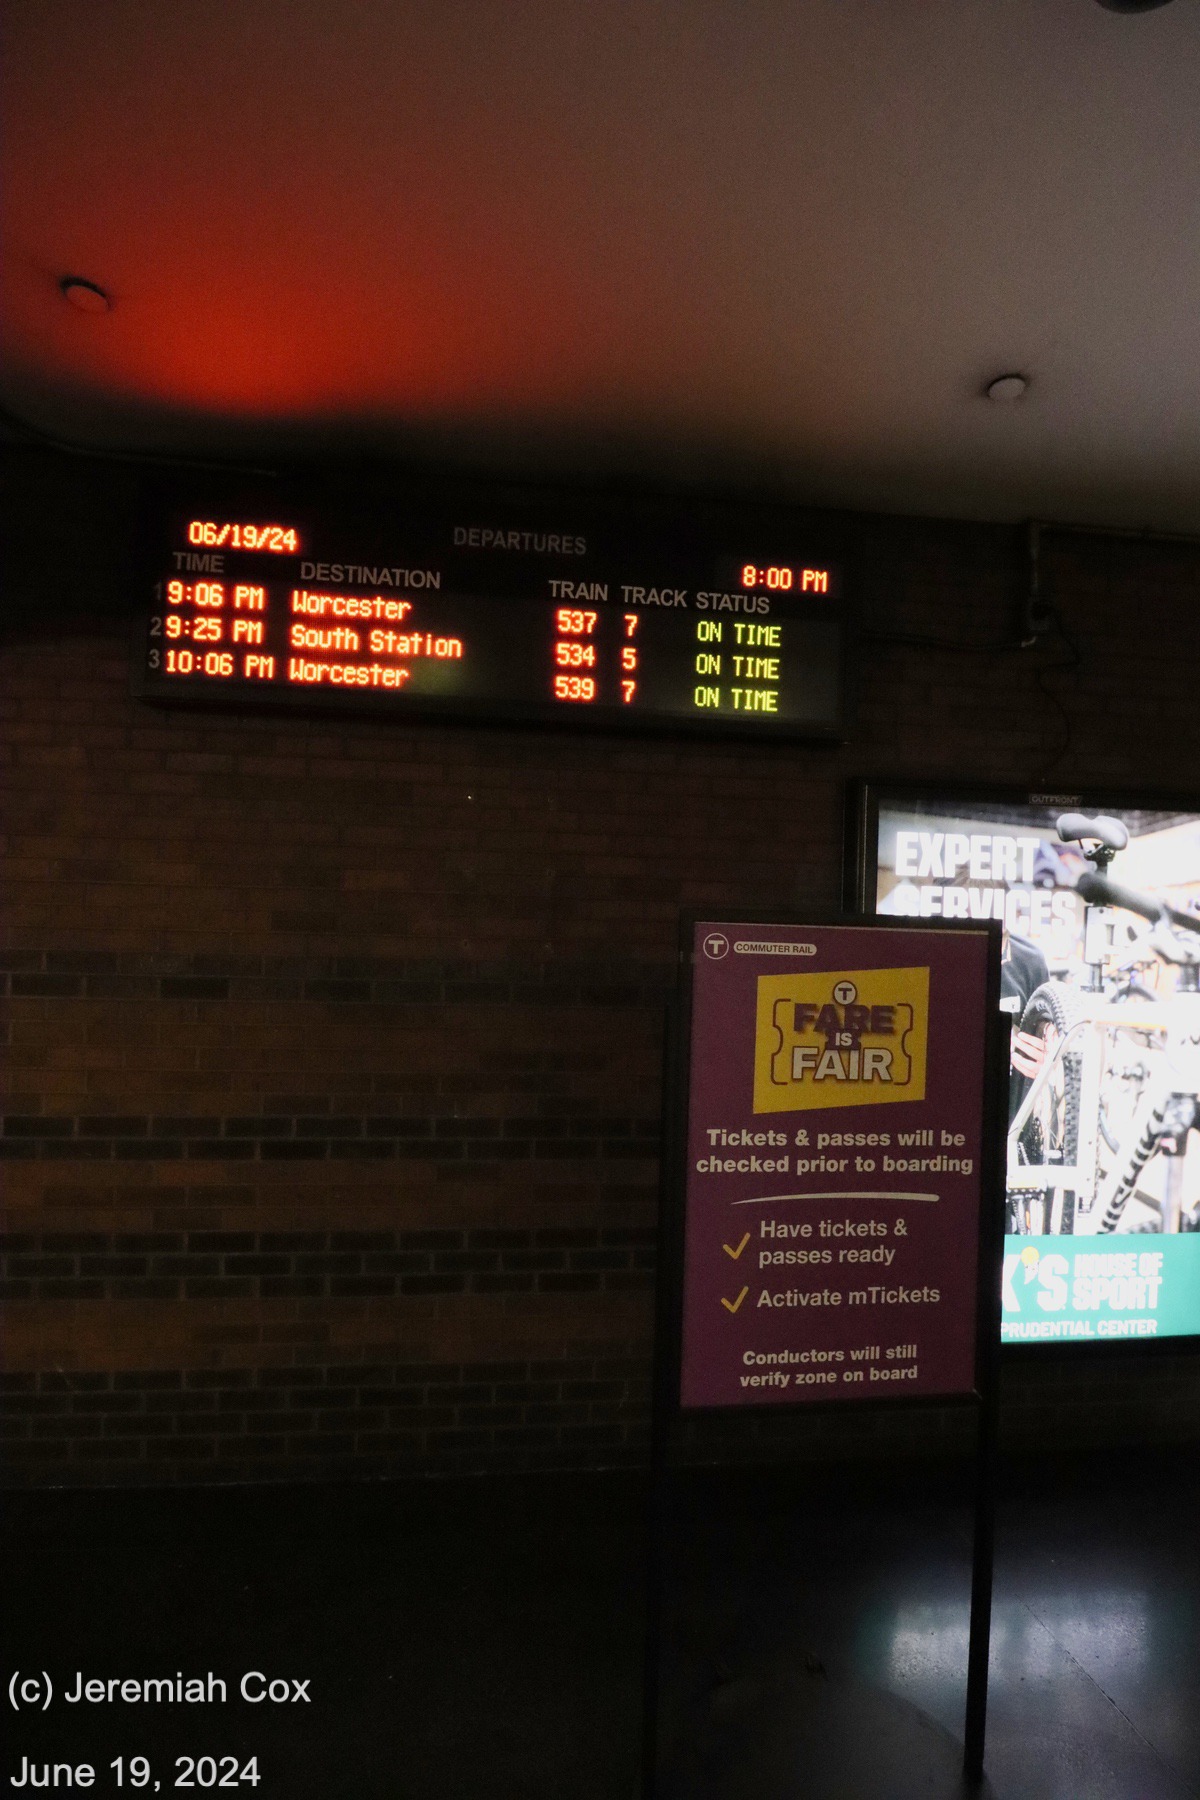 06/19/24 DEPARTURES 8:00 PM
TIME DESTINATION TRAIN TRACK STATUS
1 9:06 PM Worcester 537 7 ON TIME
2 9:25 PM South Station 534 5 ON TIME
3 10:06 PM Worcester 539 7 ON TIME
OUTFRONT
EXPERT
SERVICES
T COMMUTER RAIL
T
FARE
IS
FAIR
Tickets & passes will be
checked prior to boarding
Have tickets &
passes ready
Activate mTickets
Conductors will still
verify zone on board
K'S HOUSE OF
SPORT
PRUDENTIAL CENTER
(c) Jeremiah Cox
June 19, 2024